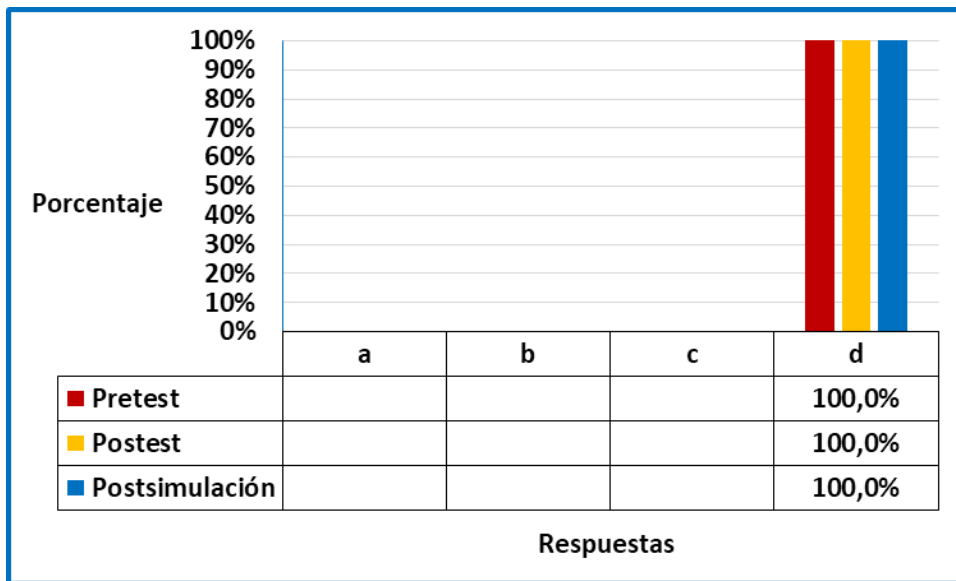 100%
90%
80%
70%
60%
50%
40%
30%
20%
10%
0%
Porcentaje
a b c d
Pretest 100,0%
Postest 100,0%
Postsimulación 100,0%
Respuestas